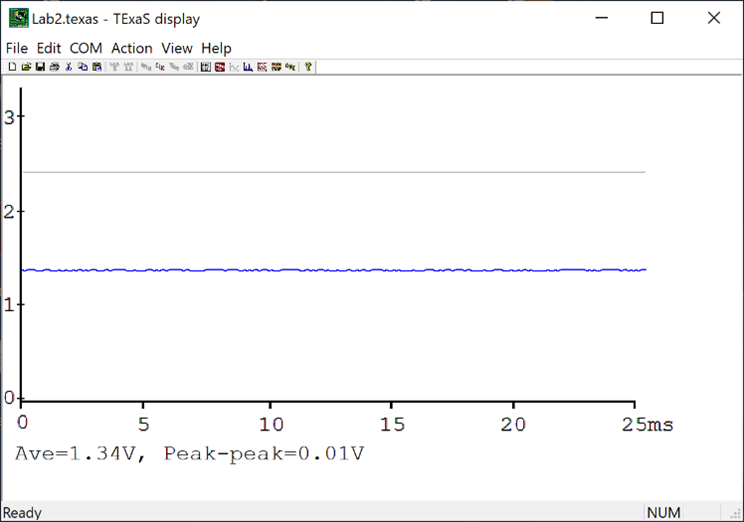 Lab2.texas - TExaS display
File Edit COM Action View Help
3
2
1
0
0 5 10 15 20 25ms
Ave=1.34V, Peak-peak=0.01V
Ready NUM